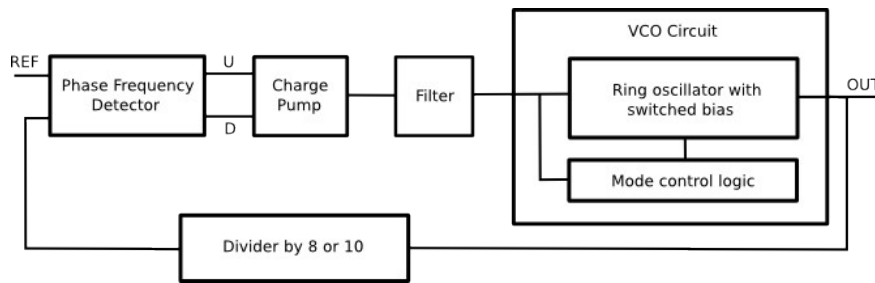 VCO Circuit
REF
U
OUT
Phase Frequency
Detector
Charge
Pump
Filter
Ring oscillator with
switched bias
D
Mode control logic
Divider by 8 or 10